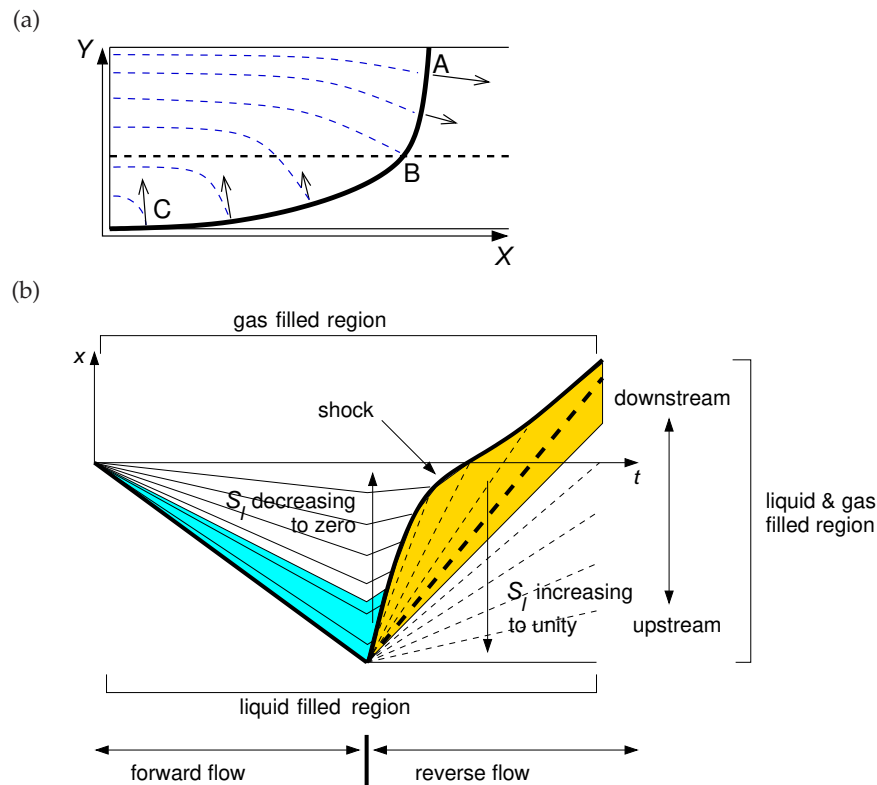 (a)
Y
A
B
C
X
(b)
gas filled region
x
shock
downstream
t
S_l decreasing
to zero
liquid & gas
filled region
S_l increasing
to unity
upstream
liquid filled region
forward flow
reverse flow